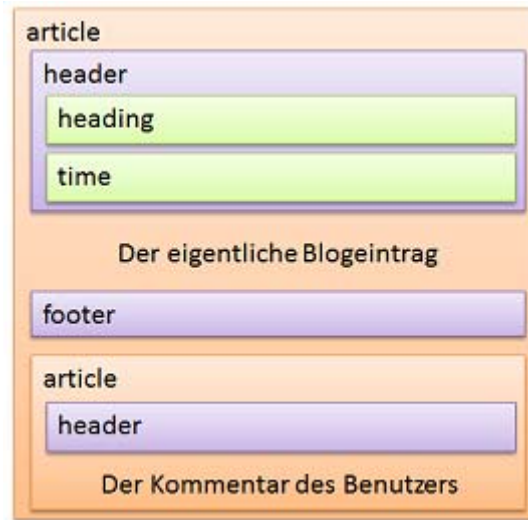 article
header
heading
time
Der eigentliche Blogeintrag
footer
article
header
Der Kommentar des Benutzers